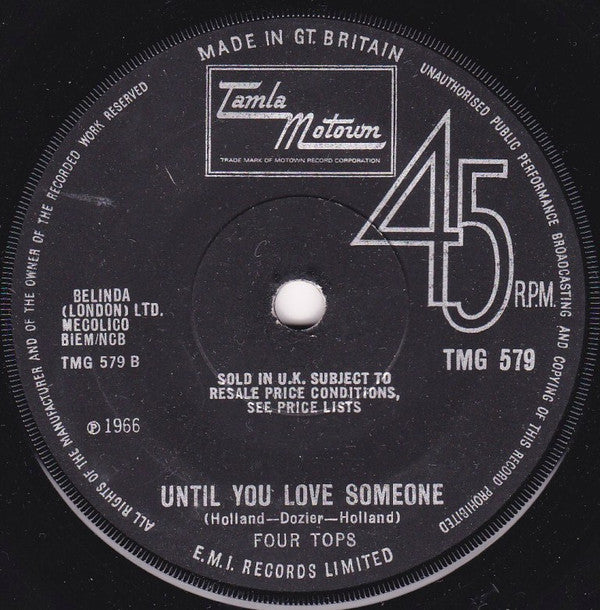 MADE IN GT. BRITAIN
UNAUTHORISED PUBLIC PERFORMANCE BROADCASTING AND COPYING OF THIS RECORD PROHIBITED
ALL RIGHTS OF THE MANUFACTURER AND OF THE OWNER OF THE RECORDED WORK RESERVED
Tamla
Motown
TRADE MARK OF MOTOWN RECORD CORPORATION
45
R.P.M.
BELINDA
(LONDON) LTD.
MECOLICO
BIEM/NCB
TMG 579 B
TMG 579
SOLD IN U.K. SUBJECT TO
RESALE PRICE CONDITIONS,
SEE PRICE LISTS
℗ 1966
UNTIL YOU LOVE SOMEONE
(Holland—Dozier—Holland)
FOUR TOPS
E.M.I. RECORDS LIMITED